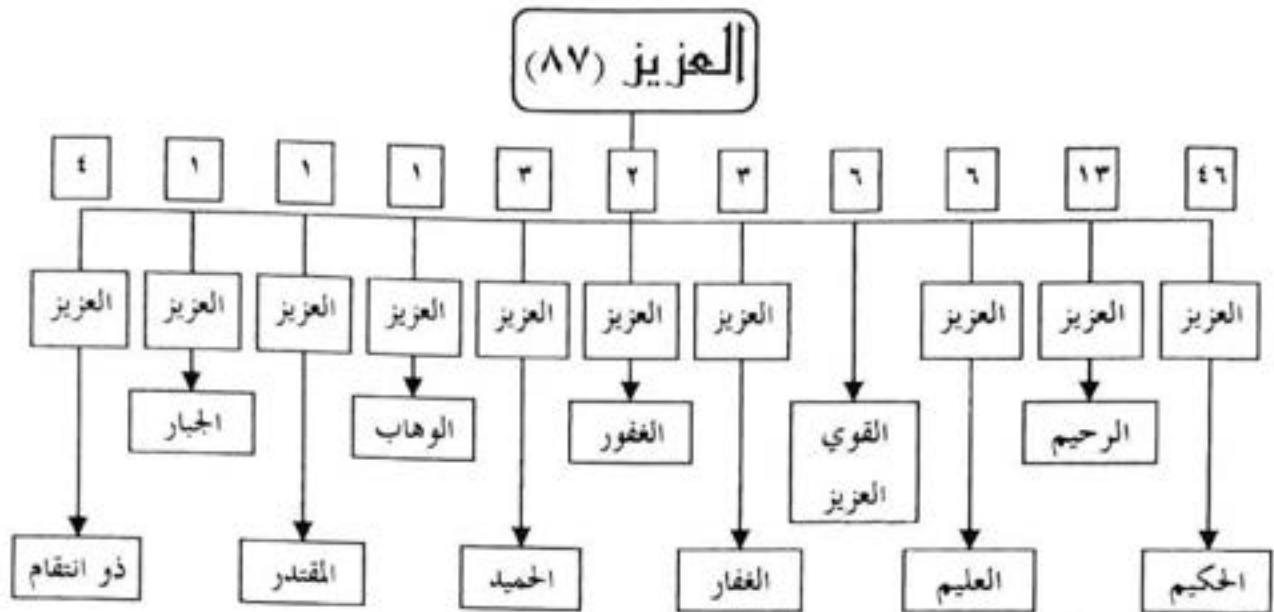 العزيز (٨٧)
٤٦ ١٣ ٦ ٦ ٣ ٢ ٣ ١ ١ ١ ٤
العزيز العزيز العزيز العزيز العزيز العزيز العزيز العزيز العزيز العزيز
الرحيم القوي الغفور الوهاب الجبار
العزيز
الحكيم العليم الغفار الحميد المقتدر ذو انتقام